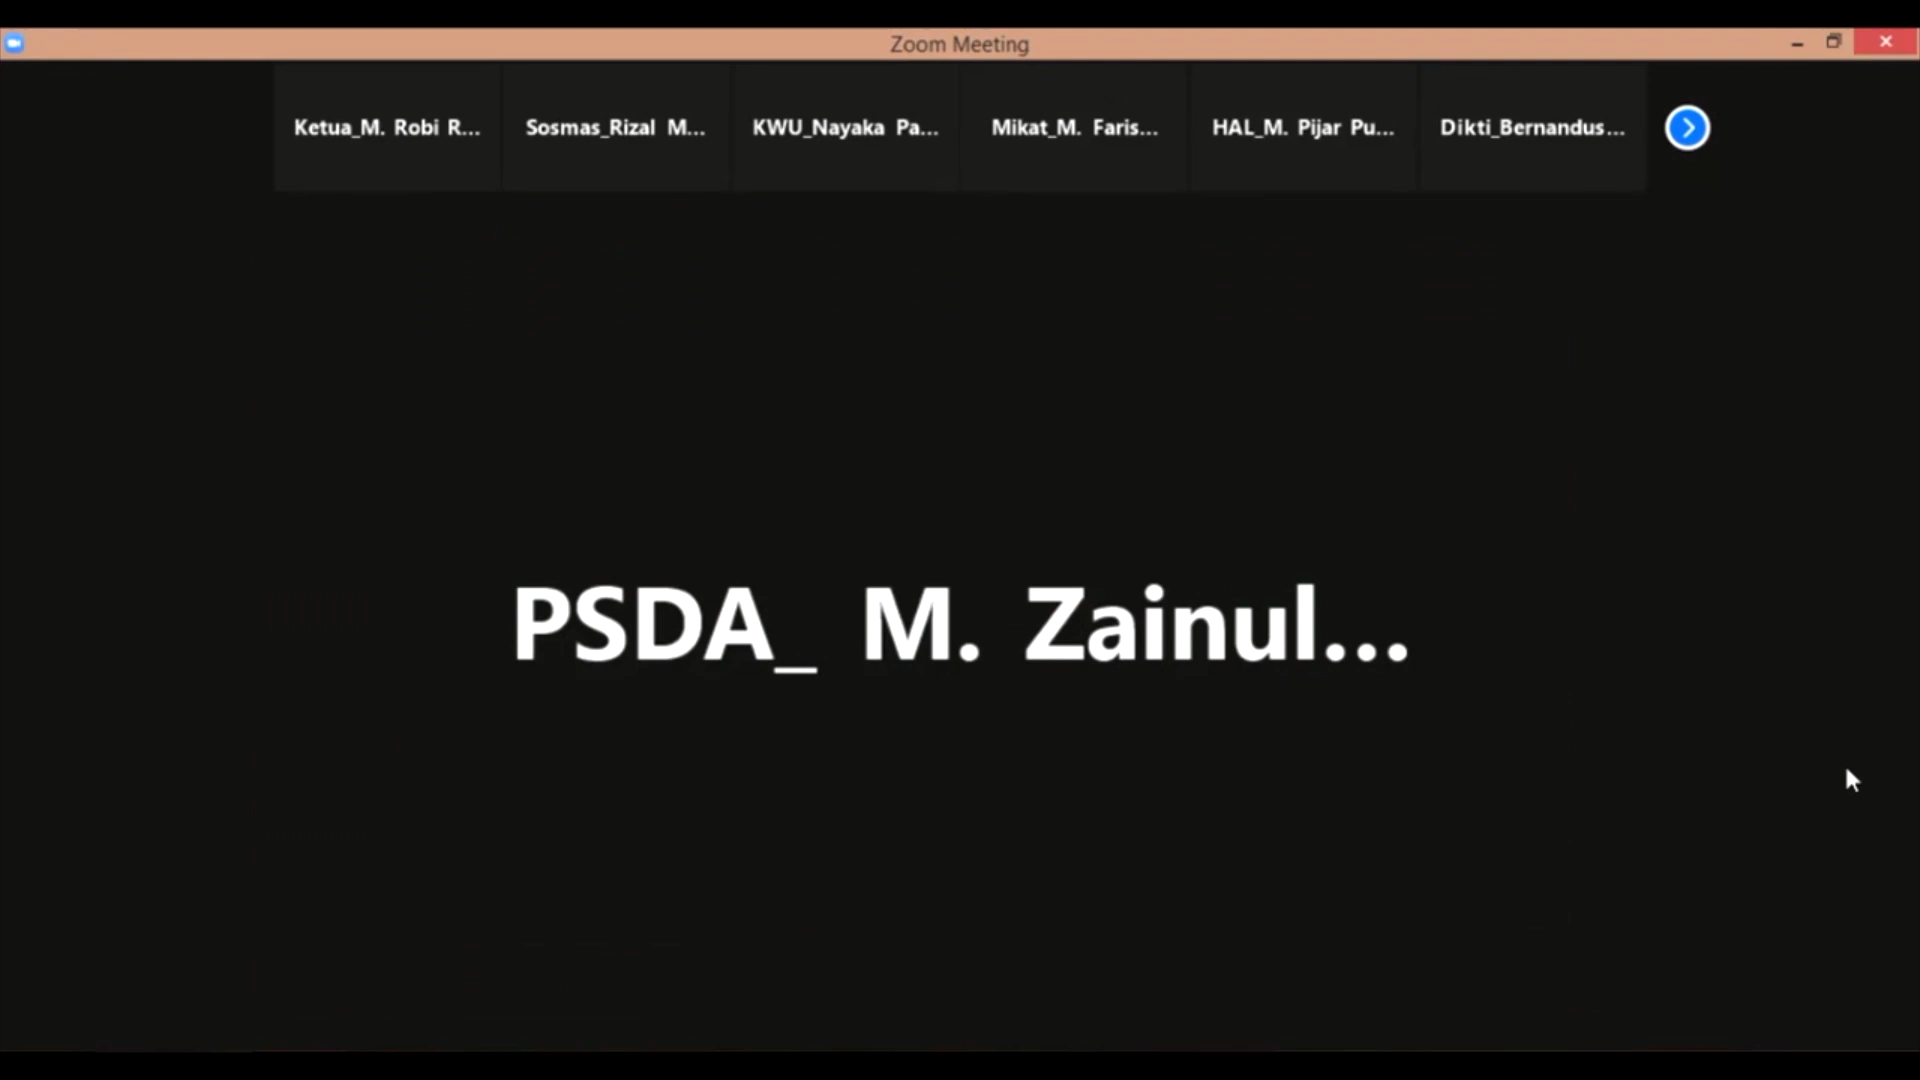 Zoom Meeting
Ketua_M. Robi R...
Sosmas_Rizal M...
KWU_Nayaka Pa...
Mikat_M. Faris...
HAL_M. Pijar Pu...
Dikti_Bernandus...
PSDA_ M. Zainul...